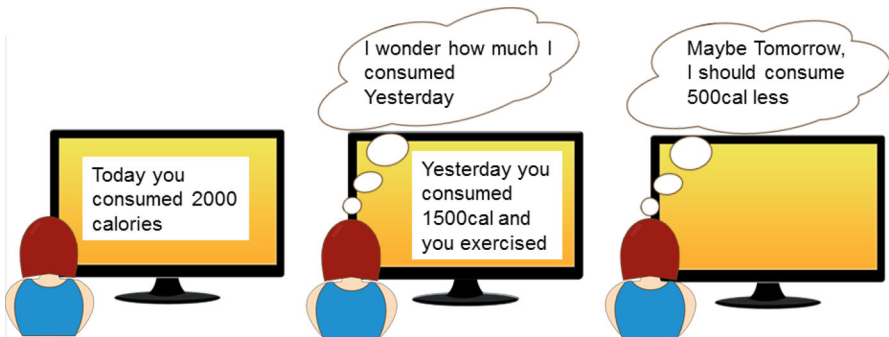 Today you
consumed 2000
calories
I wonder how much I
consumed
Yesterday
Yesterday you
consumed
1500cal and
you exercised
Maybe Tomorrow,
I should consume
500cal less